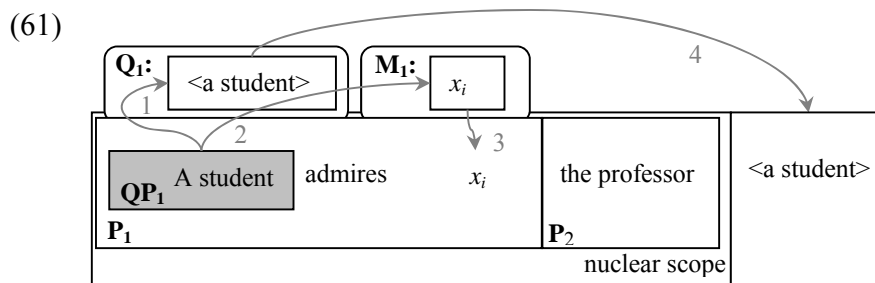 (61)
Q₁: <a student> M₁: xᵢ 4
1 2 3
QP₁ A student admires xᵢ the professor <a student>
P₁ P₂
nuclear scope